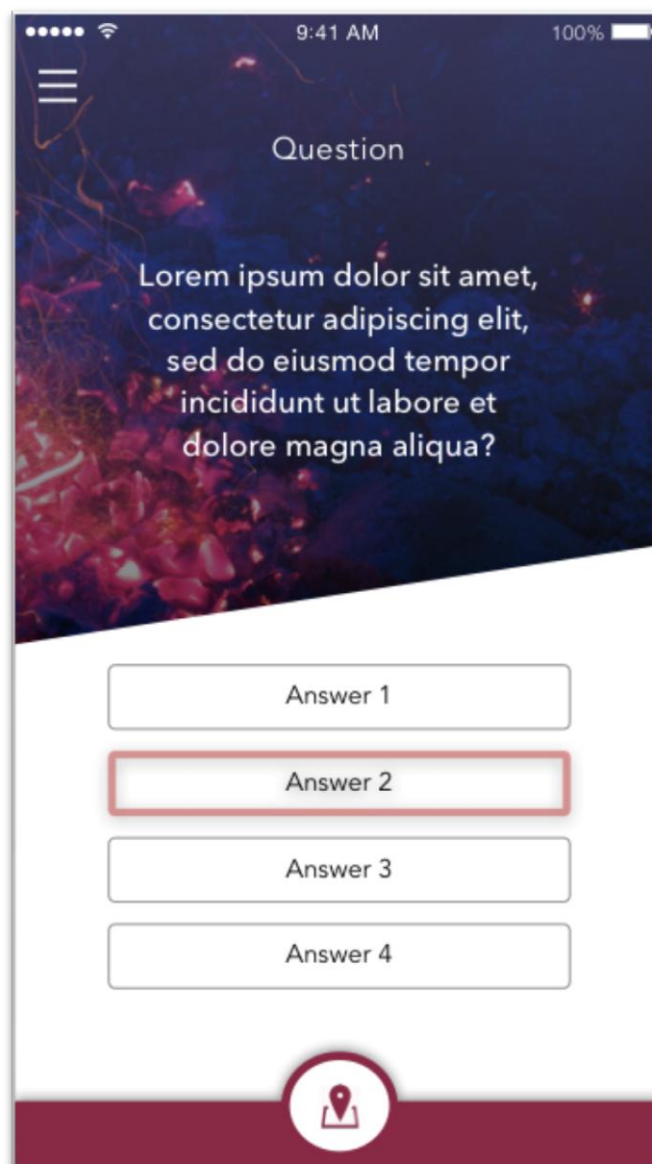 9:41 AM 100%
Question
Lorem ipsum dolor sit amet,
consectetur adipiscing elit,
sed do eiusmod tempor
incididunt ut labore et
dolore magna aliqua?
Answer 1
Answer 2
Answer 3
Answer 4